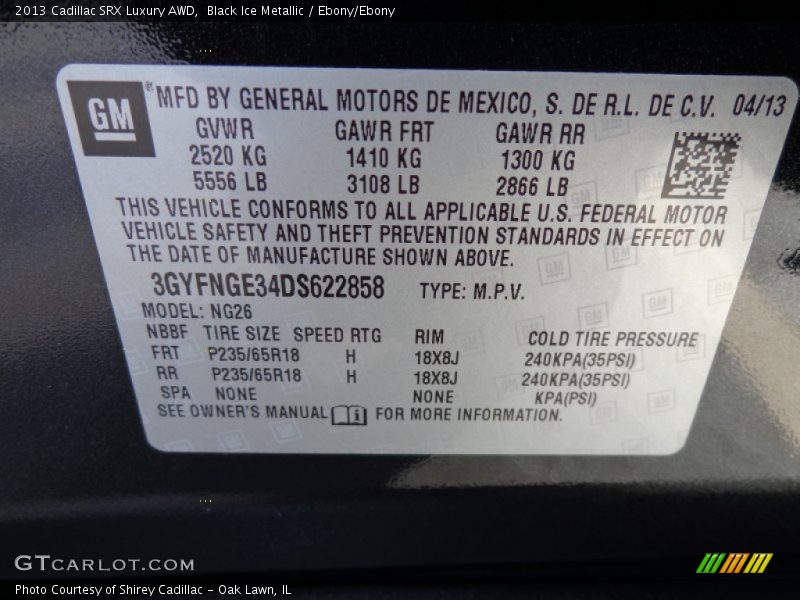 2013 Cadillac SRX Luxury AWD, Black Ice Metallic / Ebony/Ebony
GM ® MFD BY GENERAL MOTORS DE MEXICO, S. DE R.L. DE C.V. 04/13
GVWR GAWR FRT GAWR RR
2520 KG 1410 KG 1300 KG
5556 LB 3108 LB 2866 LB
THIS VEHICLE CONFORMS TO ALL APPLICABLE U.S. FEDERAL MOTOR
VEHICLE SAFETY AND THEFT PREVENTION STANDARDS IN EFFECT ON
THE DATE OF MANUFACTURE SHOWN ABOVE.
3GYFNGE34DS622858 TYPE: M.P.V.
MODEL: NG26
NBBF TIRE SIZE SPEED RTG RIM COLD TIRE PRESSURE
FRT P235/65R18 H 18X8J 240KPA(35PSI)
RR P235/65R18 H 18X8J 240KPA(35PSI)
SPA NONE NONE KPA(PSI)
SEE OWNER'S MANUAL i FOR MORE INFORMATION.
GTCARLOT.COM
Photo Courtesy of Shirey Cadillac - Oak Lawn, IL